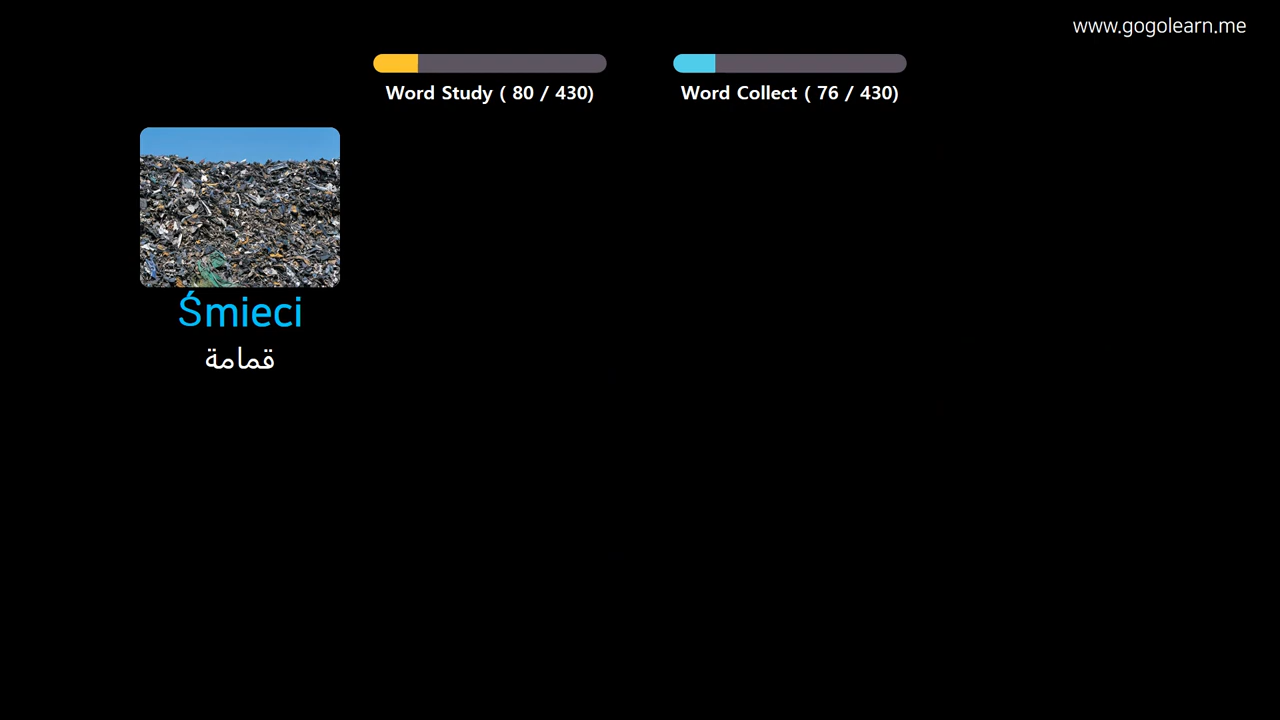 www.gogolearn.me
Word Study ( 80 / 430)
Word Collect ( 76 / 430)
Śmieci
قمامة